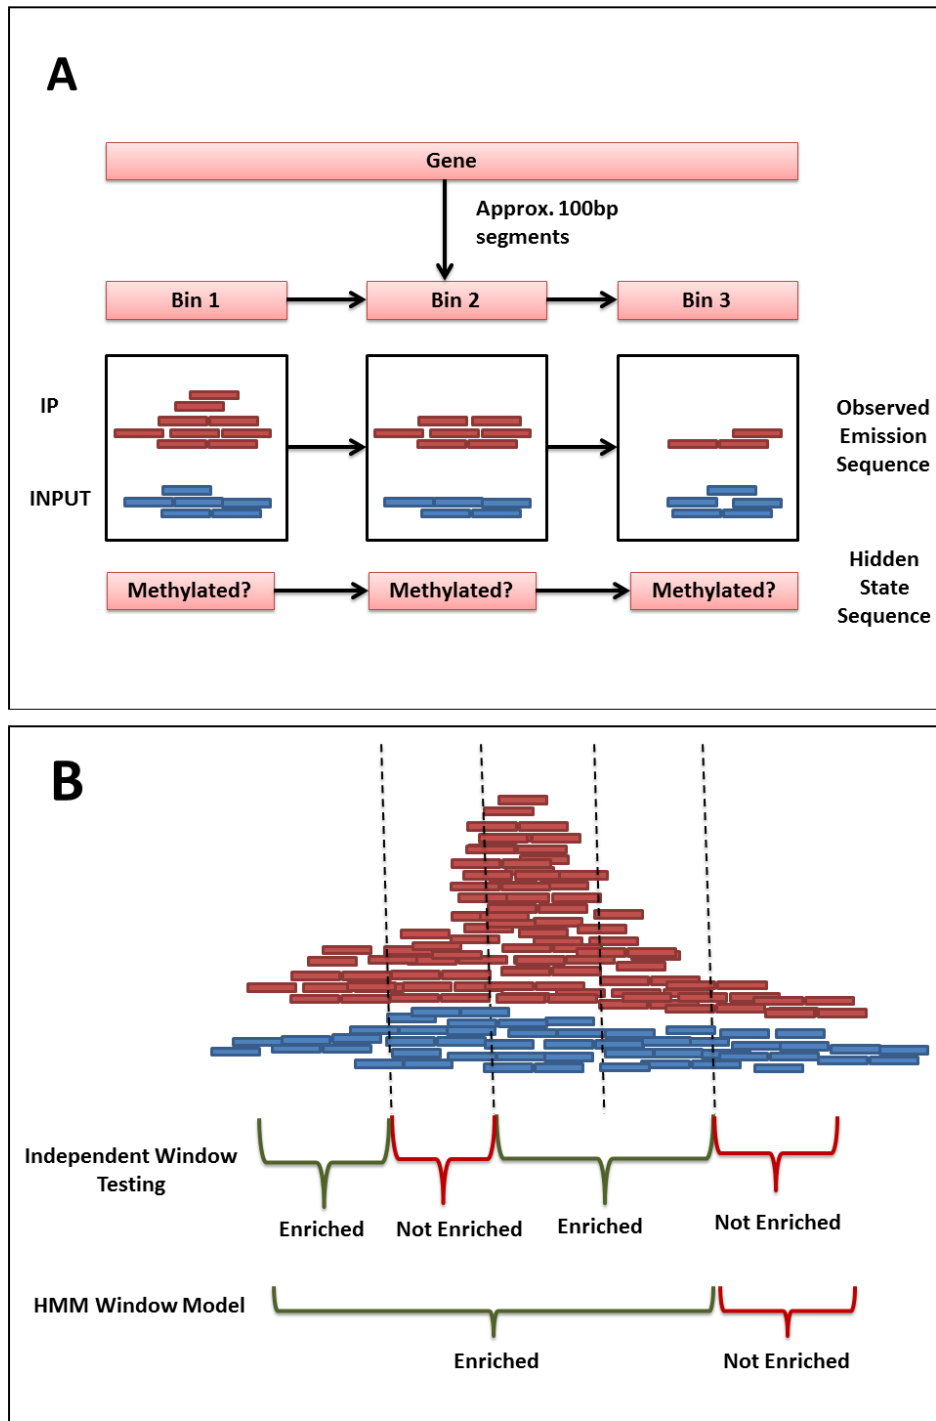 A
Gene
Approx. 100bp
segments
Bin 1
Bin 2
Bin 3
IP
INPUT
Observed
Emission
Sequence
Methylated?
Methylated?
Methylated?
Hidden
State
Sequence
B
Independent Window
Testing
Enriched
Not Enriched
Enriched
Not Enriched
HMM Window Model
Enriched
Not Enriched